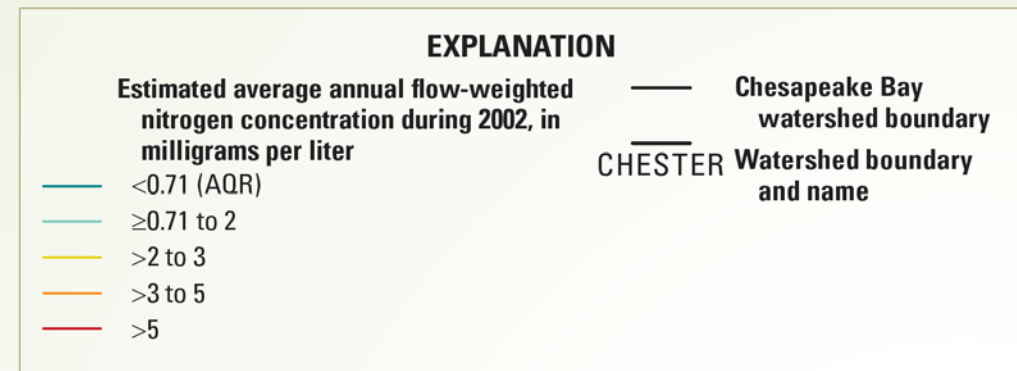 EXPLANATION
Estimated average annual flow-weighted
nitrogen concentration during 2002, in
milligrams per liter
<0.71 (AQR)
≥0.71 to 2
>2 to 3
>3 to 5
>5
Chesapeake Bay
watershed boundary
CHESTER Watershed boundary
and name